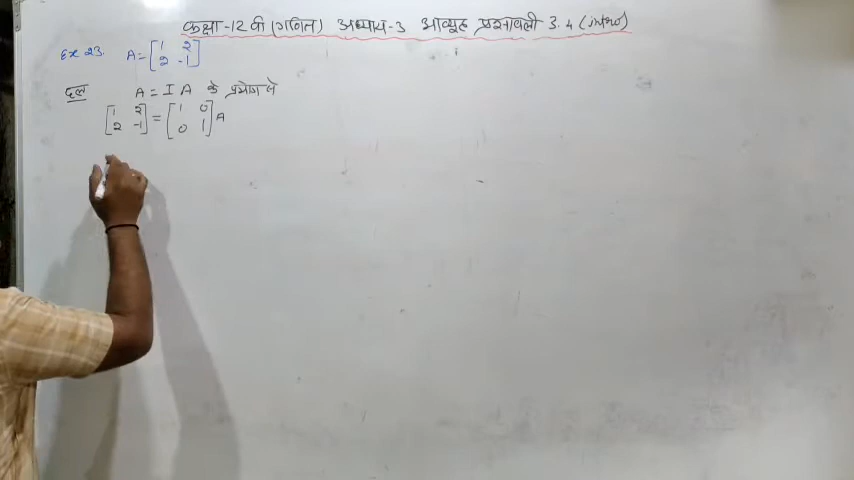 कक्षा -12 वी (गणित) अध्याय-3 आव्यूह प्रश्नावली 3.4 (intro)
Ex 23. A = [1 2
2 -1]
हल A = I A के प्रयोग से
[1 2
2 -1] = [1 0
0 1] A